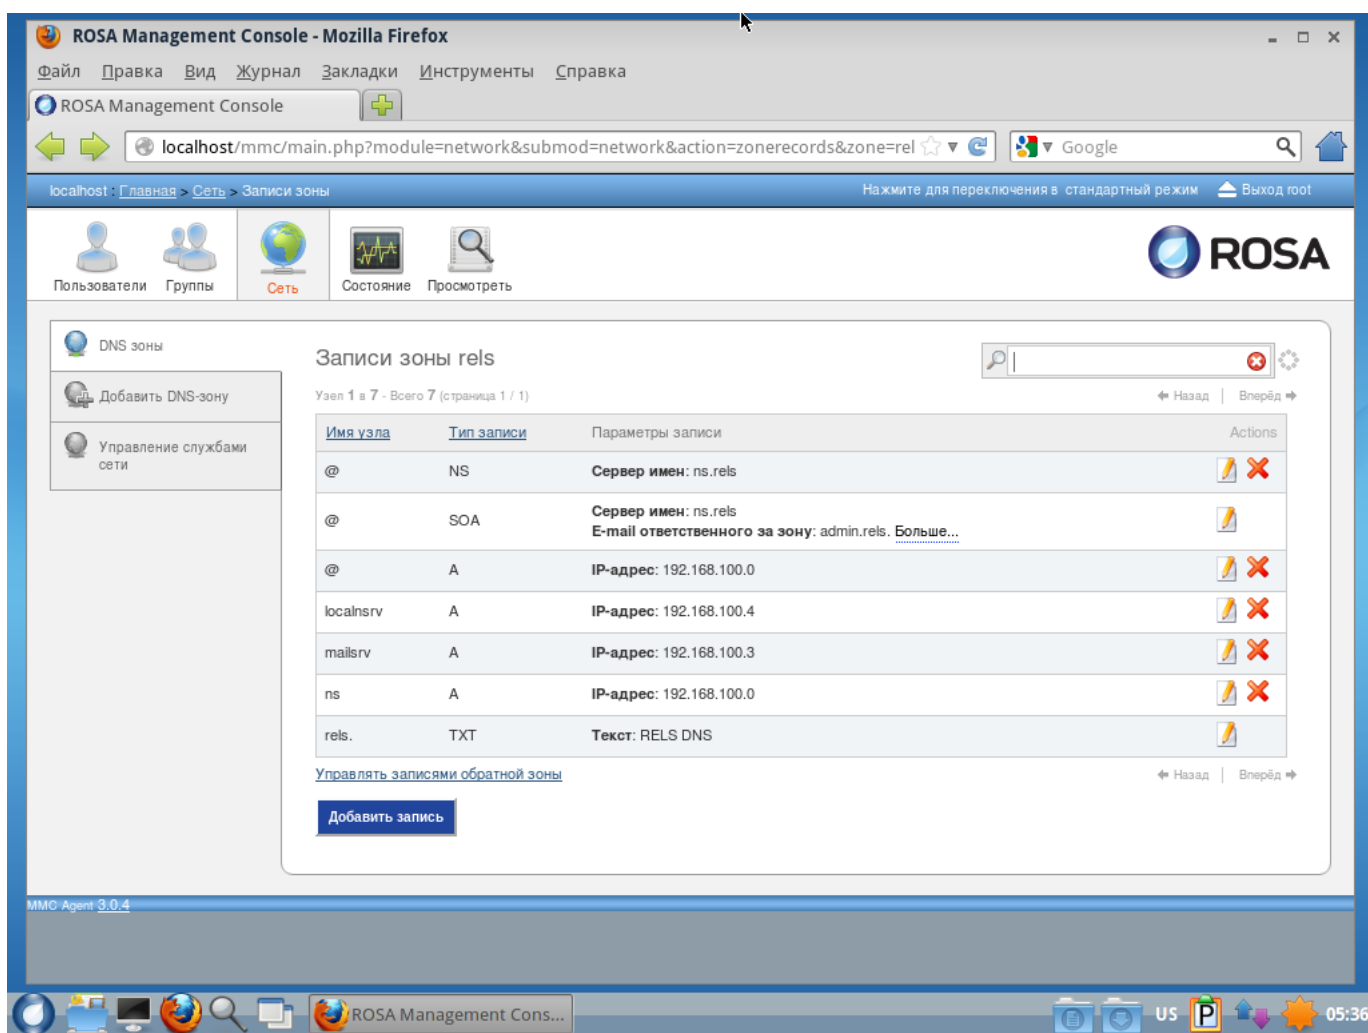 ROSA Management Console - Mozilla Firefox
Файл Правка Вид Журнал Закладки Инструменты Справка
ROSA Management Console
localhost/mmc/main.php?module=network&submod=network&action=zonerecords&zone=rel Google
localhost : Главная > Сеть > Записи зоны Нажмите для переключения в стандартный режим Выход root
Пользователи Группы Сеть Состояние Просмотреть
ROSA
DNS зоны
Добавить DNS-зону
Управление службами
сети
Записи зоны rels
Узел 1 в 7 - Всего 7 (страница 1 / 1) Назад Вперёд
Имя узла Тип записи Параметры записи Actions
@ NS Сервер имен: ns.rels
@ SOA Сервер имен: ns.rels
E-mail ответственного за зону: admin.rels. Больше...
@ A IP-адрес: 192.168.100.0
localnsrv A IP-адрес: 192.168.100.4
mailsrv A IP-адрес: 192.168.100.3
ns A IP-адрес: 192.168.100.0
rels. TXT Текст: RELS DNS
Управлять записями обратной зоны Назад Вперёд
Добавить запись
MMC Agent 3.0.4
ROSA Management Cons... US P 05:36